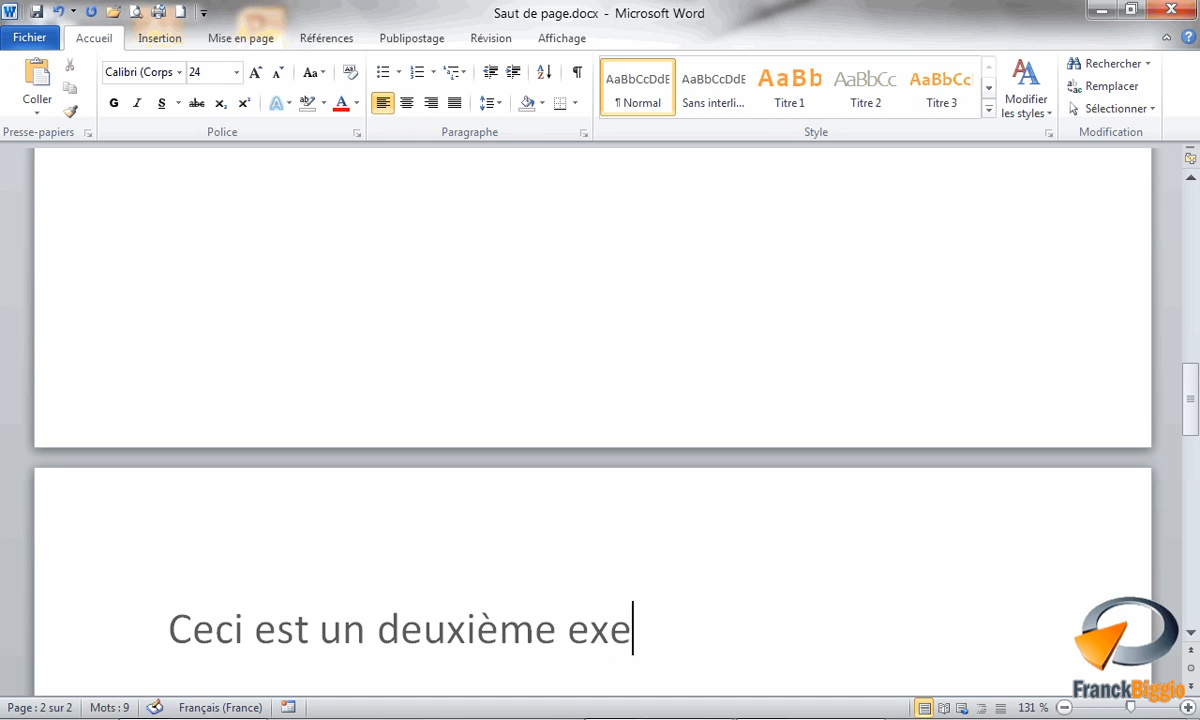 Saut de page.docx - Microsoft Word
Fichier Accueil Insertion Mise en page Références Publipostage Révision Affichage
Coller
Presse-papiers
Calibri (Corps 24
Aa
G I S abc x₂ x² A ab A
Police
Paragraphe
AaBbCcDdE AaBbCcDdE AaBb AaBbCc AaBbCc
¶ Normal Sans interli... Titre 1 Titre 2 Titre 3
Style
Modifier
les styles
Rechercher
Remplacer
Sélectionner
Modification
Ceci est un deuxième exe
FranckBiggio
Page : 2 sur 2 Mots : 9 Français (France) 131 %